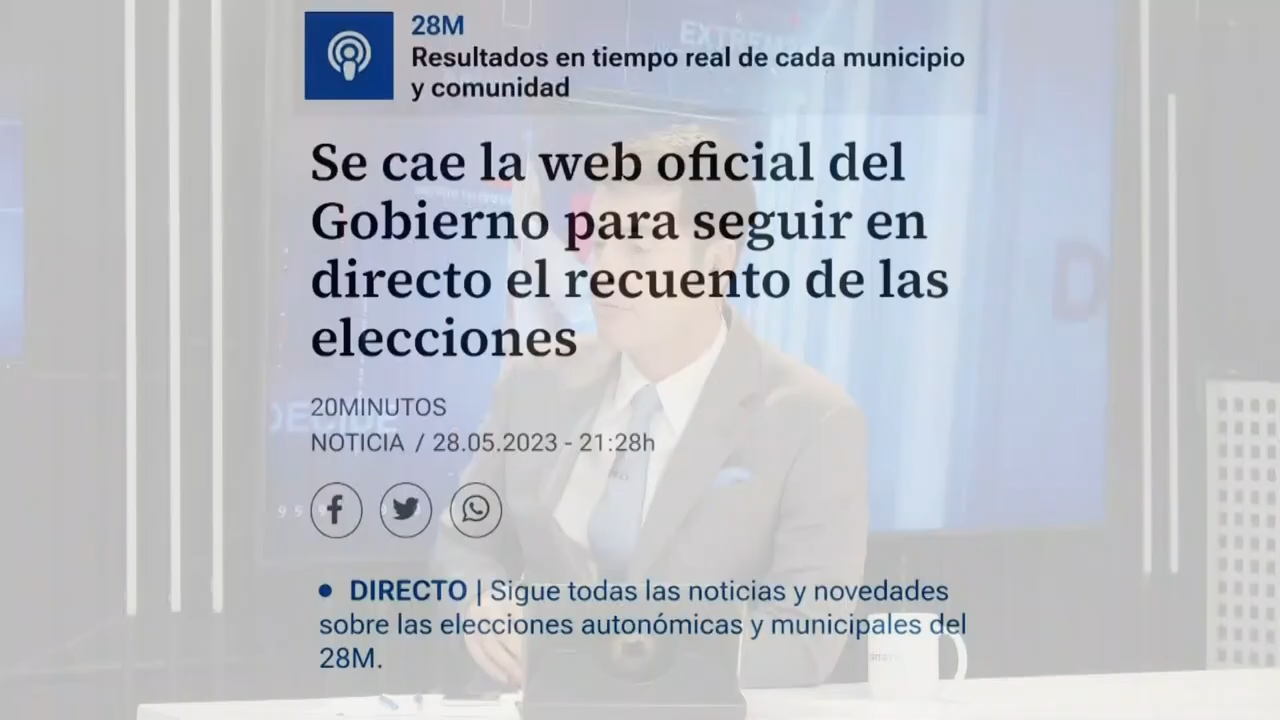 28M
Resultados en tiempo real de cada municipio
y comunidad
Se cae la web oficial del
Gobierno para seguir en
directo el recuento de las
elecciones
20MINUTOS
NOTICIA / 28.05.2023 - 21:28h
• DIRECTO | Sigue todas las noticias y novedades
sobre las elecciones autonómicas y municipales del
28M.
DECIDE